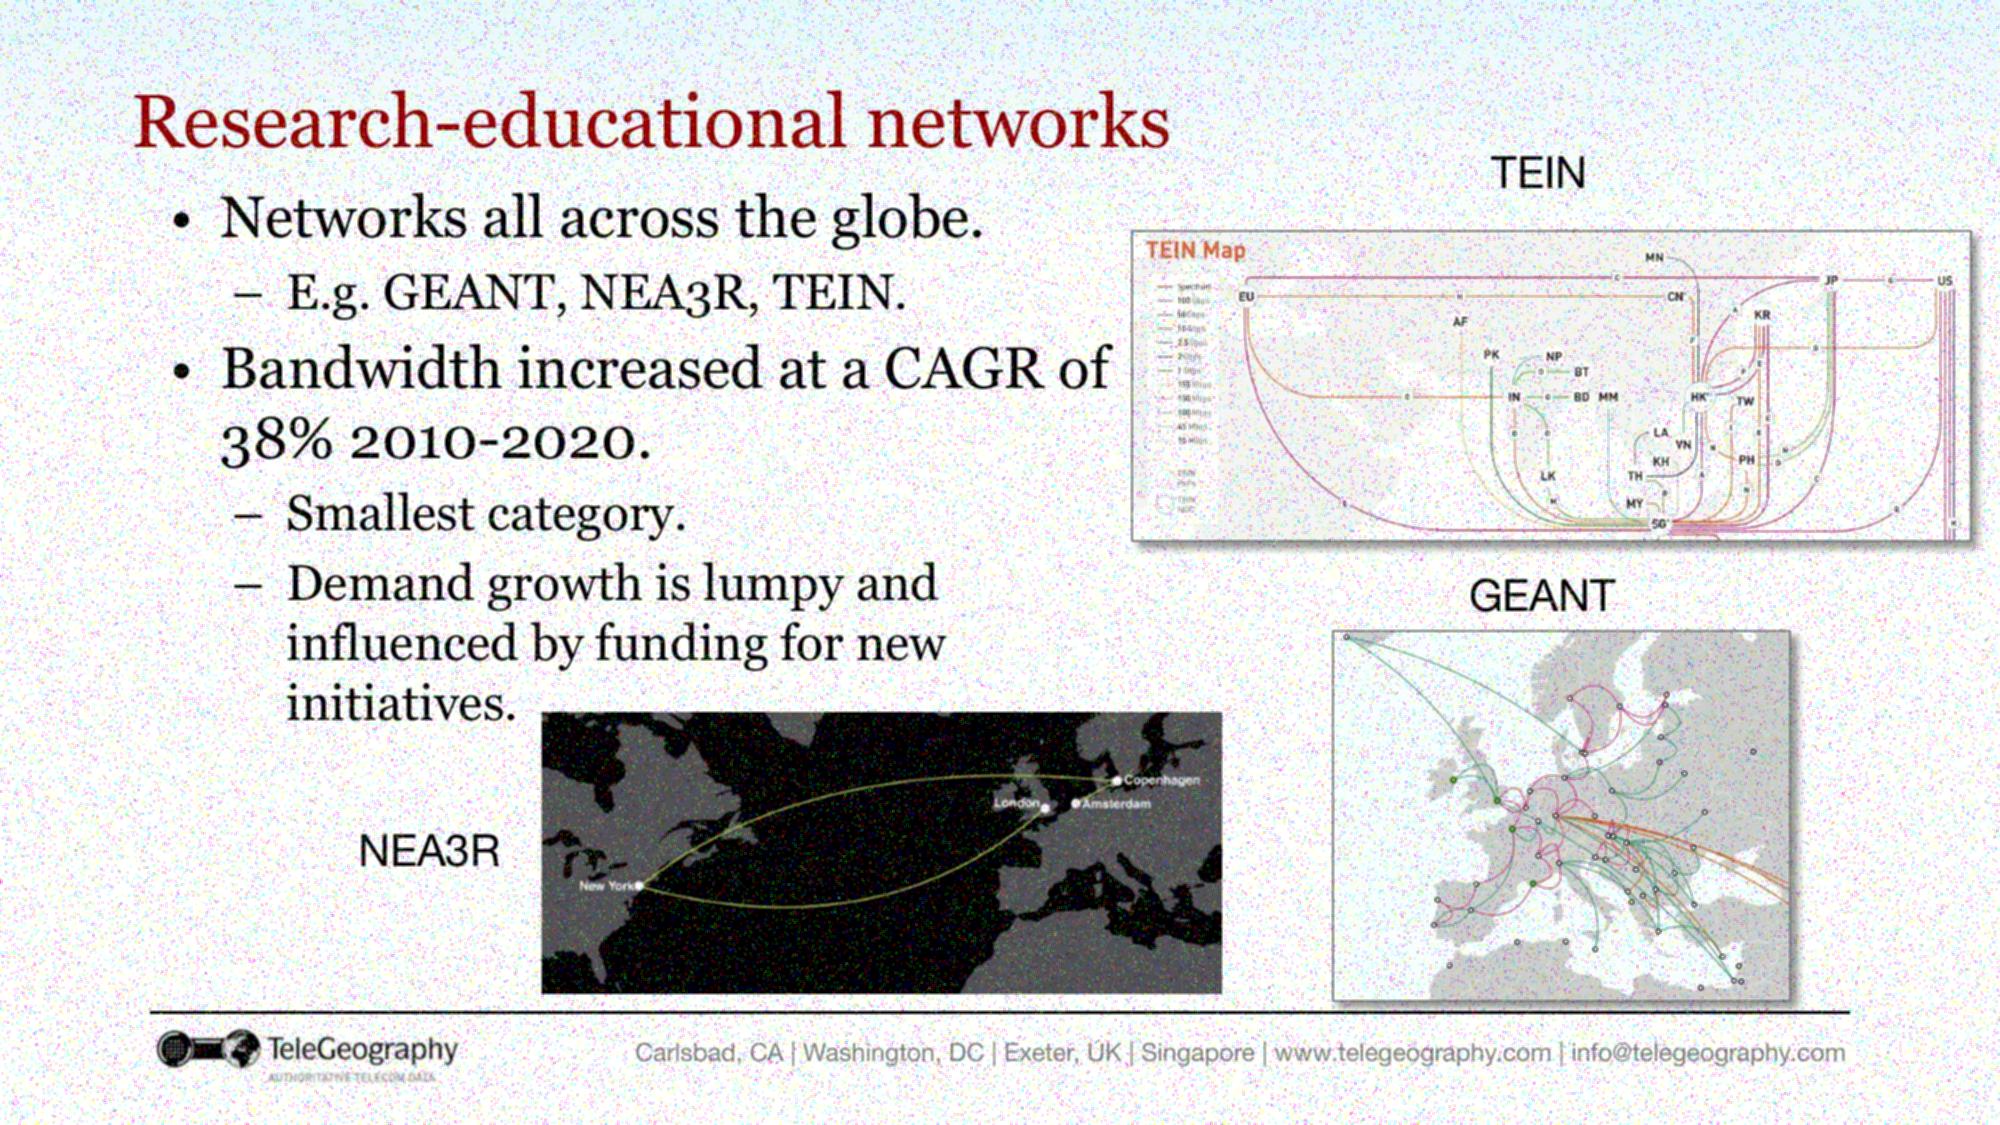 Research-educational networks
• Networks all across the globe.
– E.g. GEANT, NEA3R, TEIN.
• Bandwidth increased at a CAGR of
38% 2010-2020.
– Smallest category.
– Demand growth is lumpy and
influenced by funding for new
initiatives.
TEIN
TEIN Map
MN
EU
CN
JP
US
AF
KR
PK
NP
BT
IN
BD
MM
HK
TW
LA
VN
KH
PH
LK
TH
MY
SG
GEANT
NEA3R
Copenhagen
London
Amsterdam
New York
TeleGeography
AUTHORITATIVE TELECOM DATA
Carlsbad, CA | Washington, DC | Exeter, UK | Singapore | www.telegeography.com | info@telegeography.com